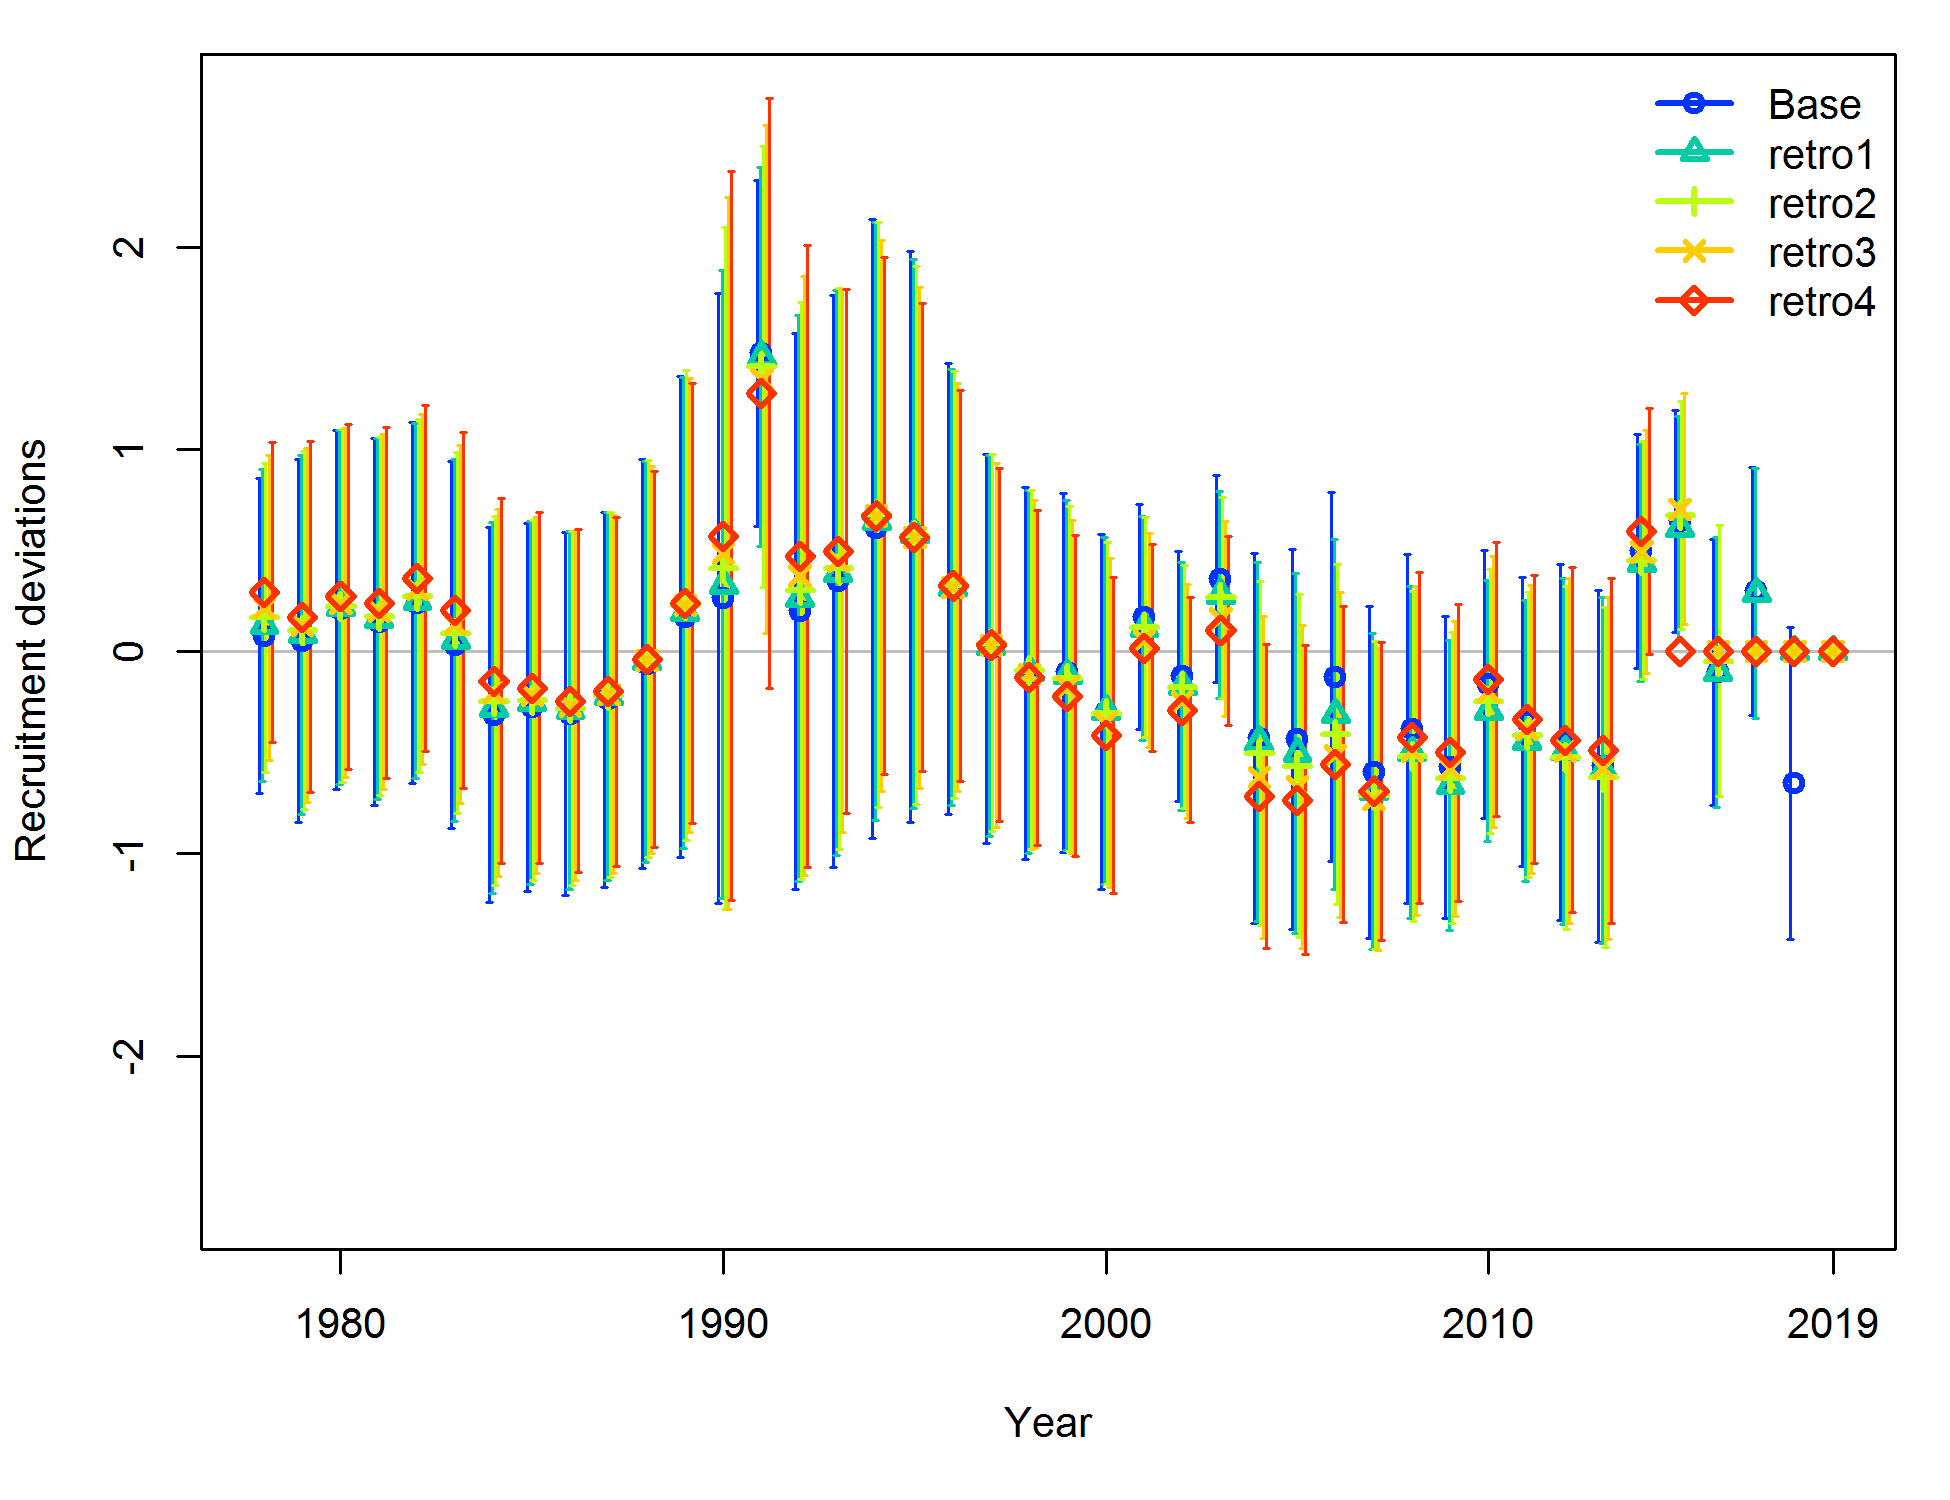 Base
retro1
retro2
retro3
retro4
Recruitment deviations
2
1
0
-1
-2
1980 1990 2000 2010 2019
Year